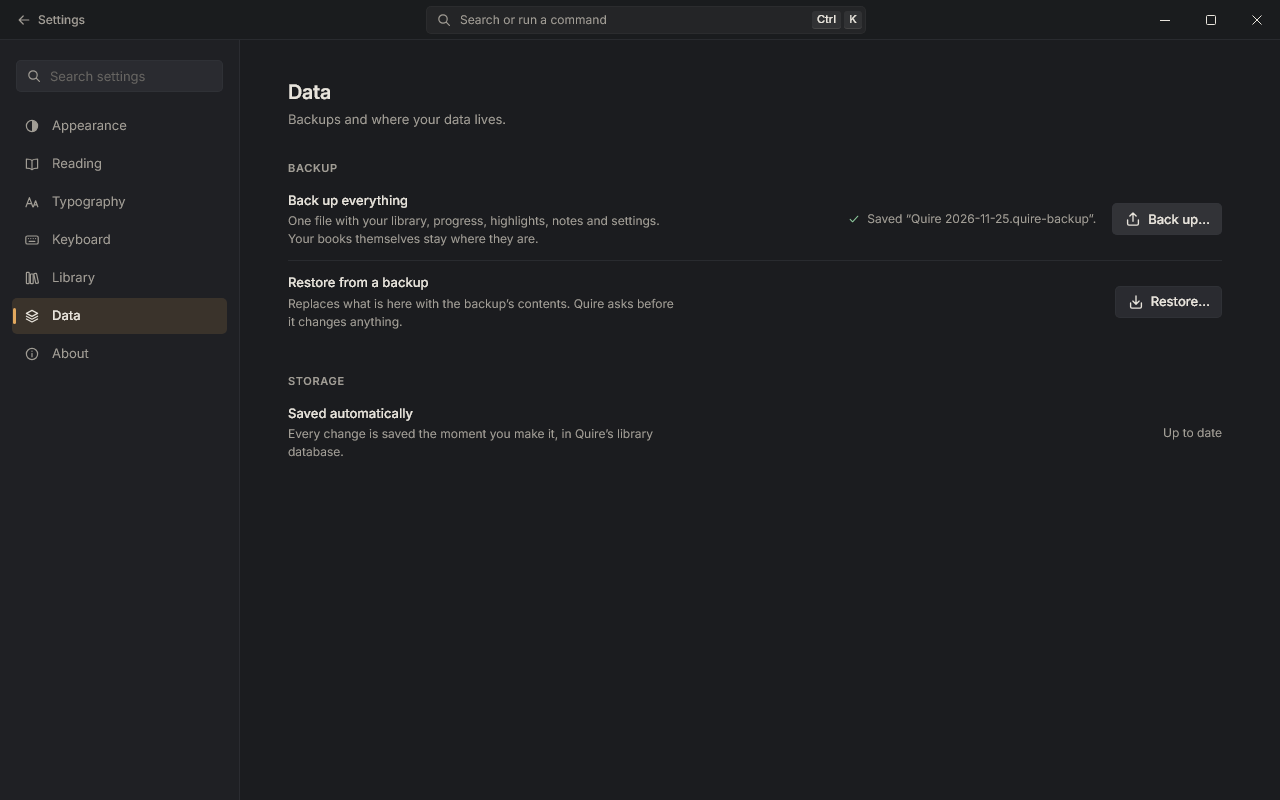 Settings
Search or run a command
Ctrl K
Search settings
Appearance
Reading
Typography
Keyboard
Library
Data
About
Data
Backups and where your data lives.
BACKUP
Back up everything
One file with your library, progress, highlights, notes and settings.
Your books themselves stay where they are.
Saved “Quire 2026-11-25.quire-backup”.
Back up...
Restore from a backup
Replaces what is here with the backup’s contents. Quire asks before
it changes anything.
Restore...
STORAGE
Saved automatically
Every change is saved the moment you make it, in Quire’s library
database.
Up to date